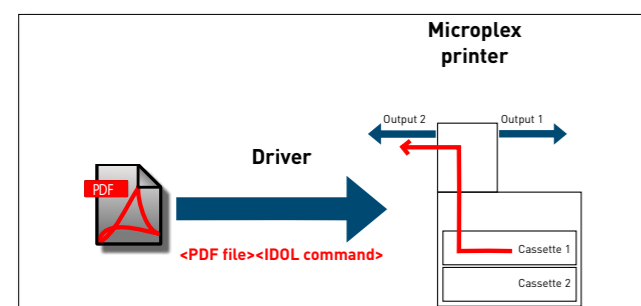 Microplex
printer
Output 2
Output 1
Driver
PDF
<PDF file><IDOL command>
Cassette 1
Cassette 2